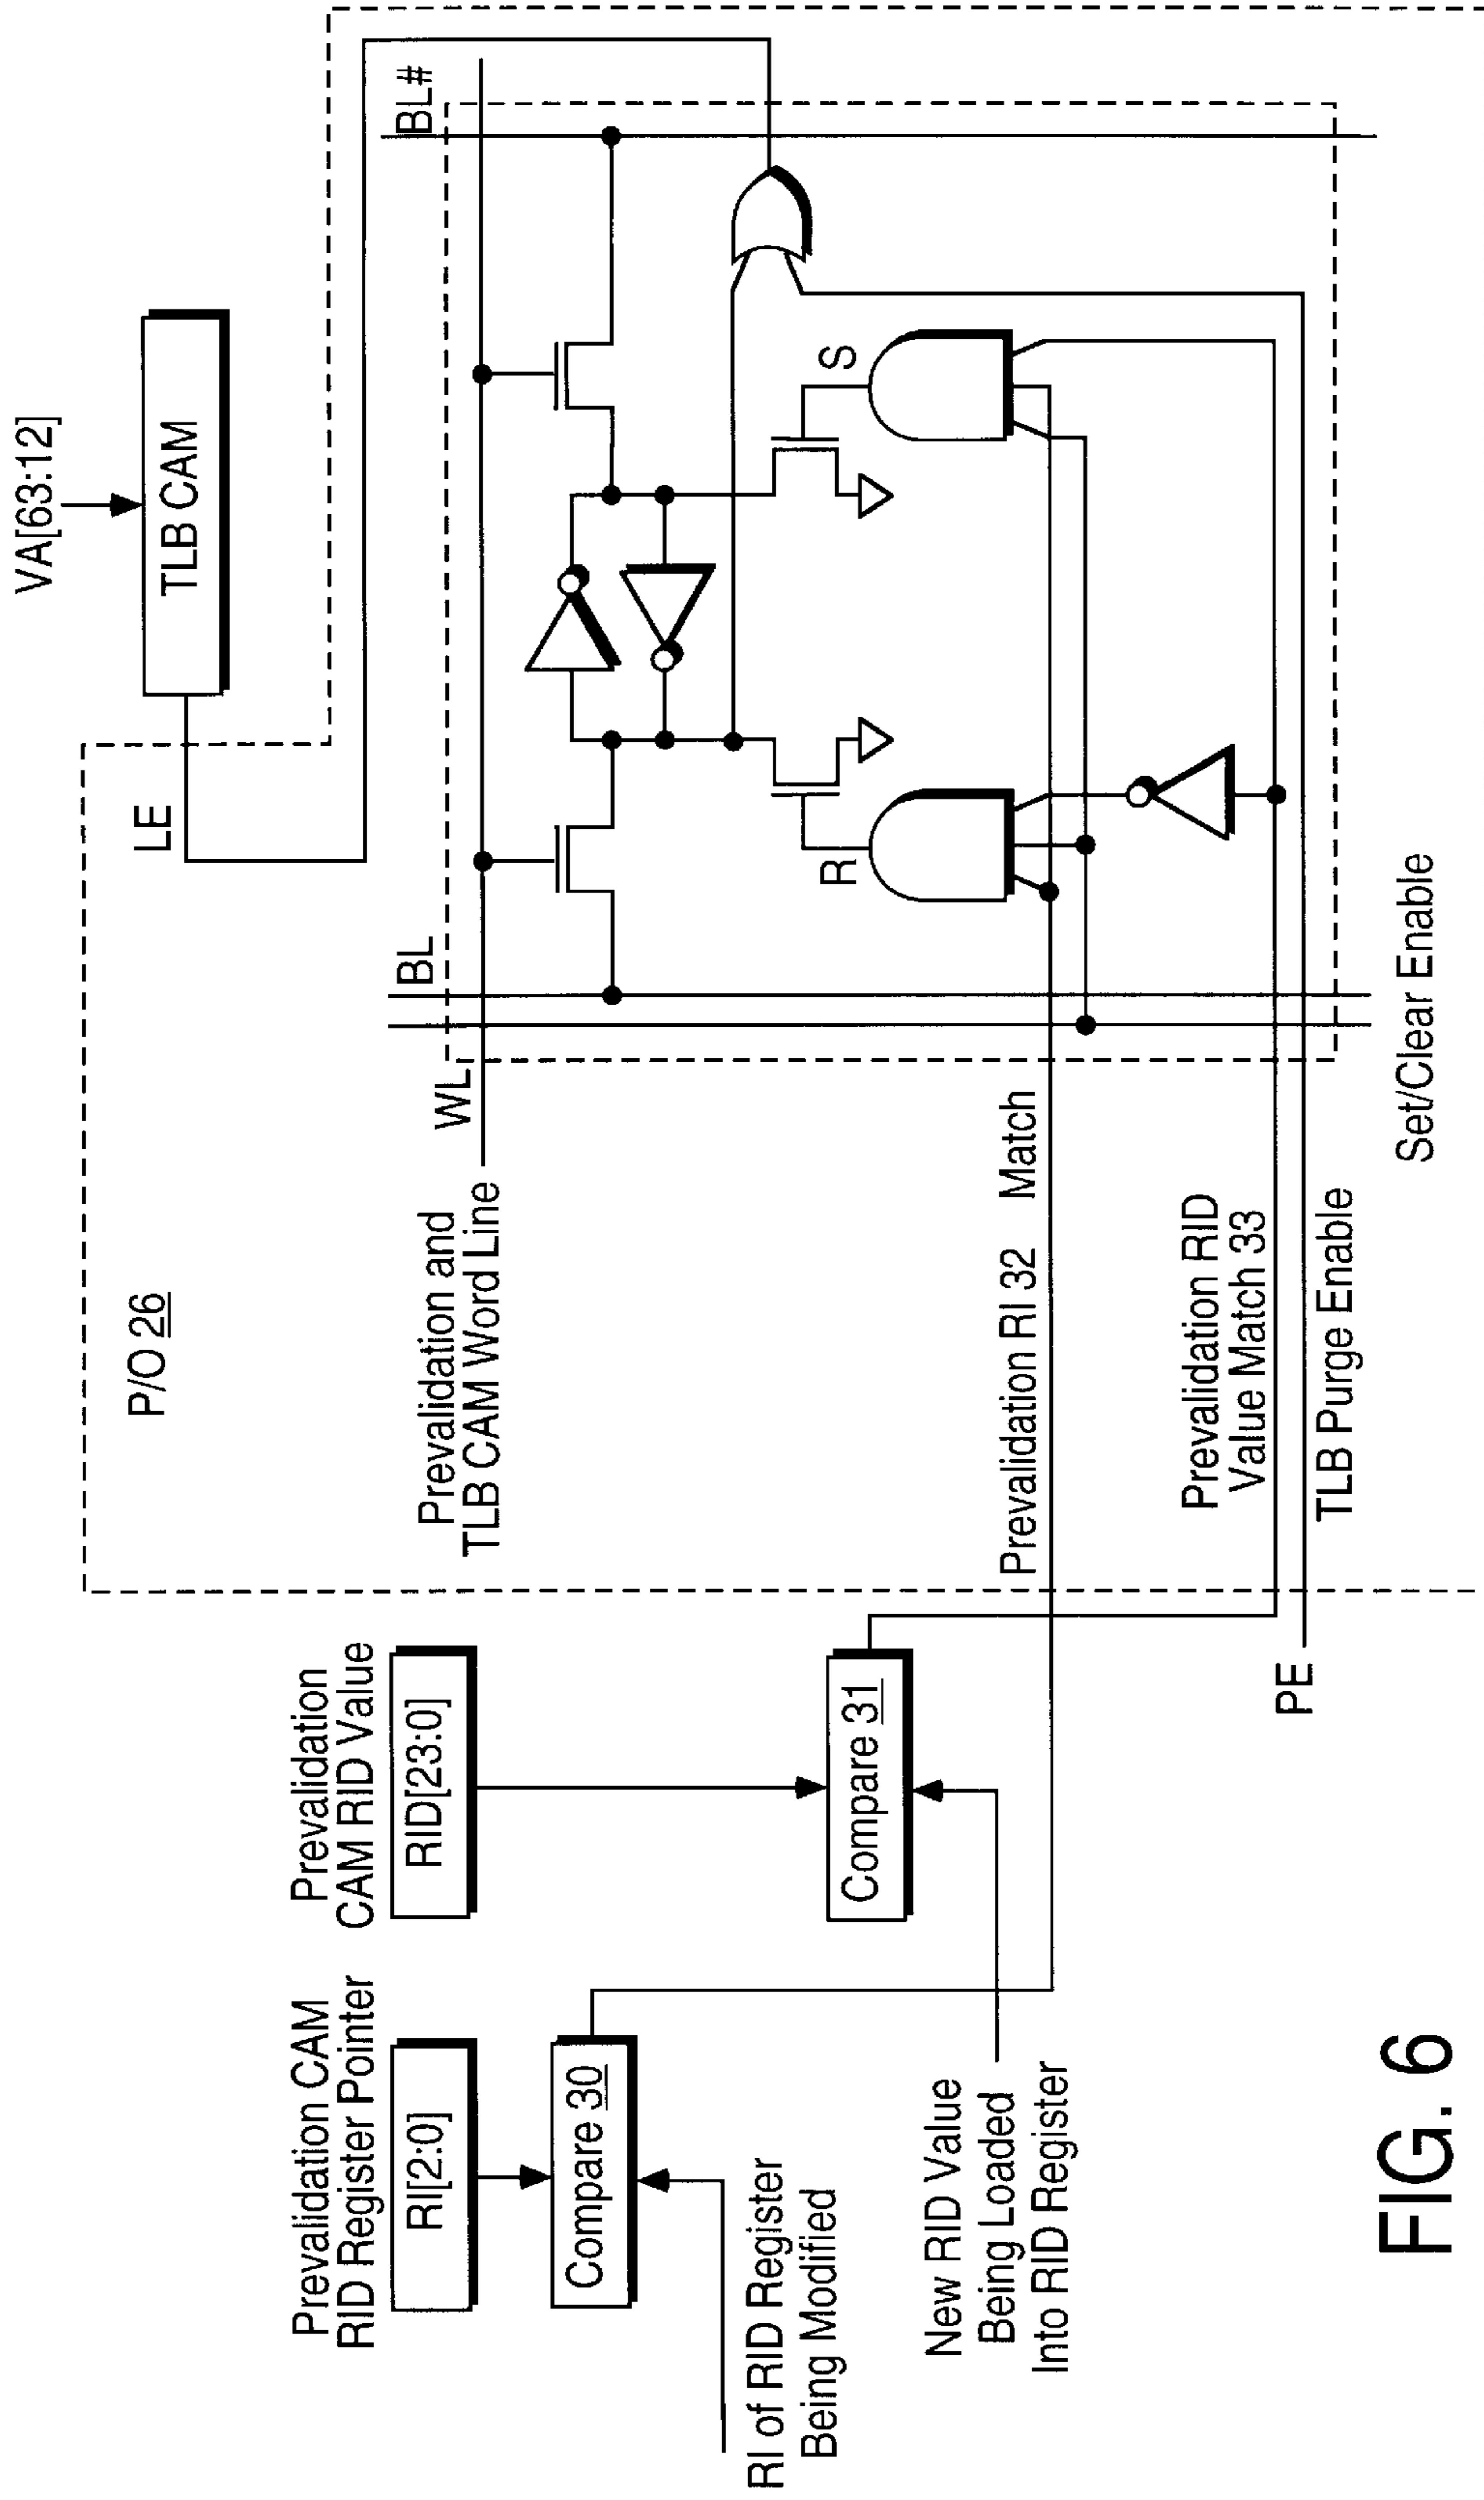 VA[63:12]
TLB CAM
LE
P/O 26
Prevalidation and
TLB CAM Word Line
WL
BL
BL#
Prevalidation CAM
RID Register Pointer
RI[2:0]
Compare 30
RI of RID Register
Being Modified
Prevalidation
CAM RID Value
RID[23:0]
Compare 31
New RID Value
Being Loaded
Into RID Register
Prevalidation RI 32 Match
R
S
Prevalidation RID
Value Match 33
TLB Purge Enable
PE
Set/Clear Enable
FIG. 6